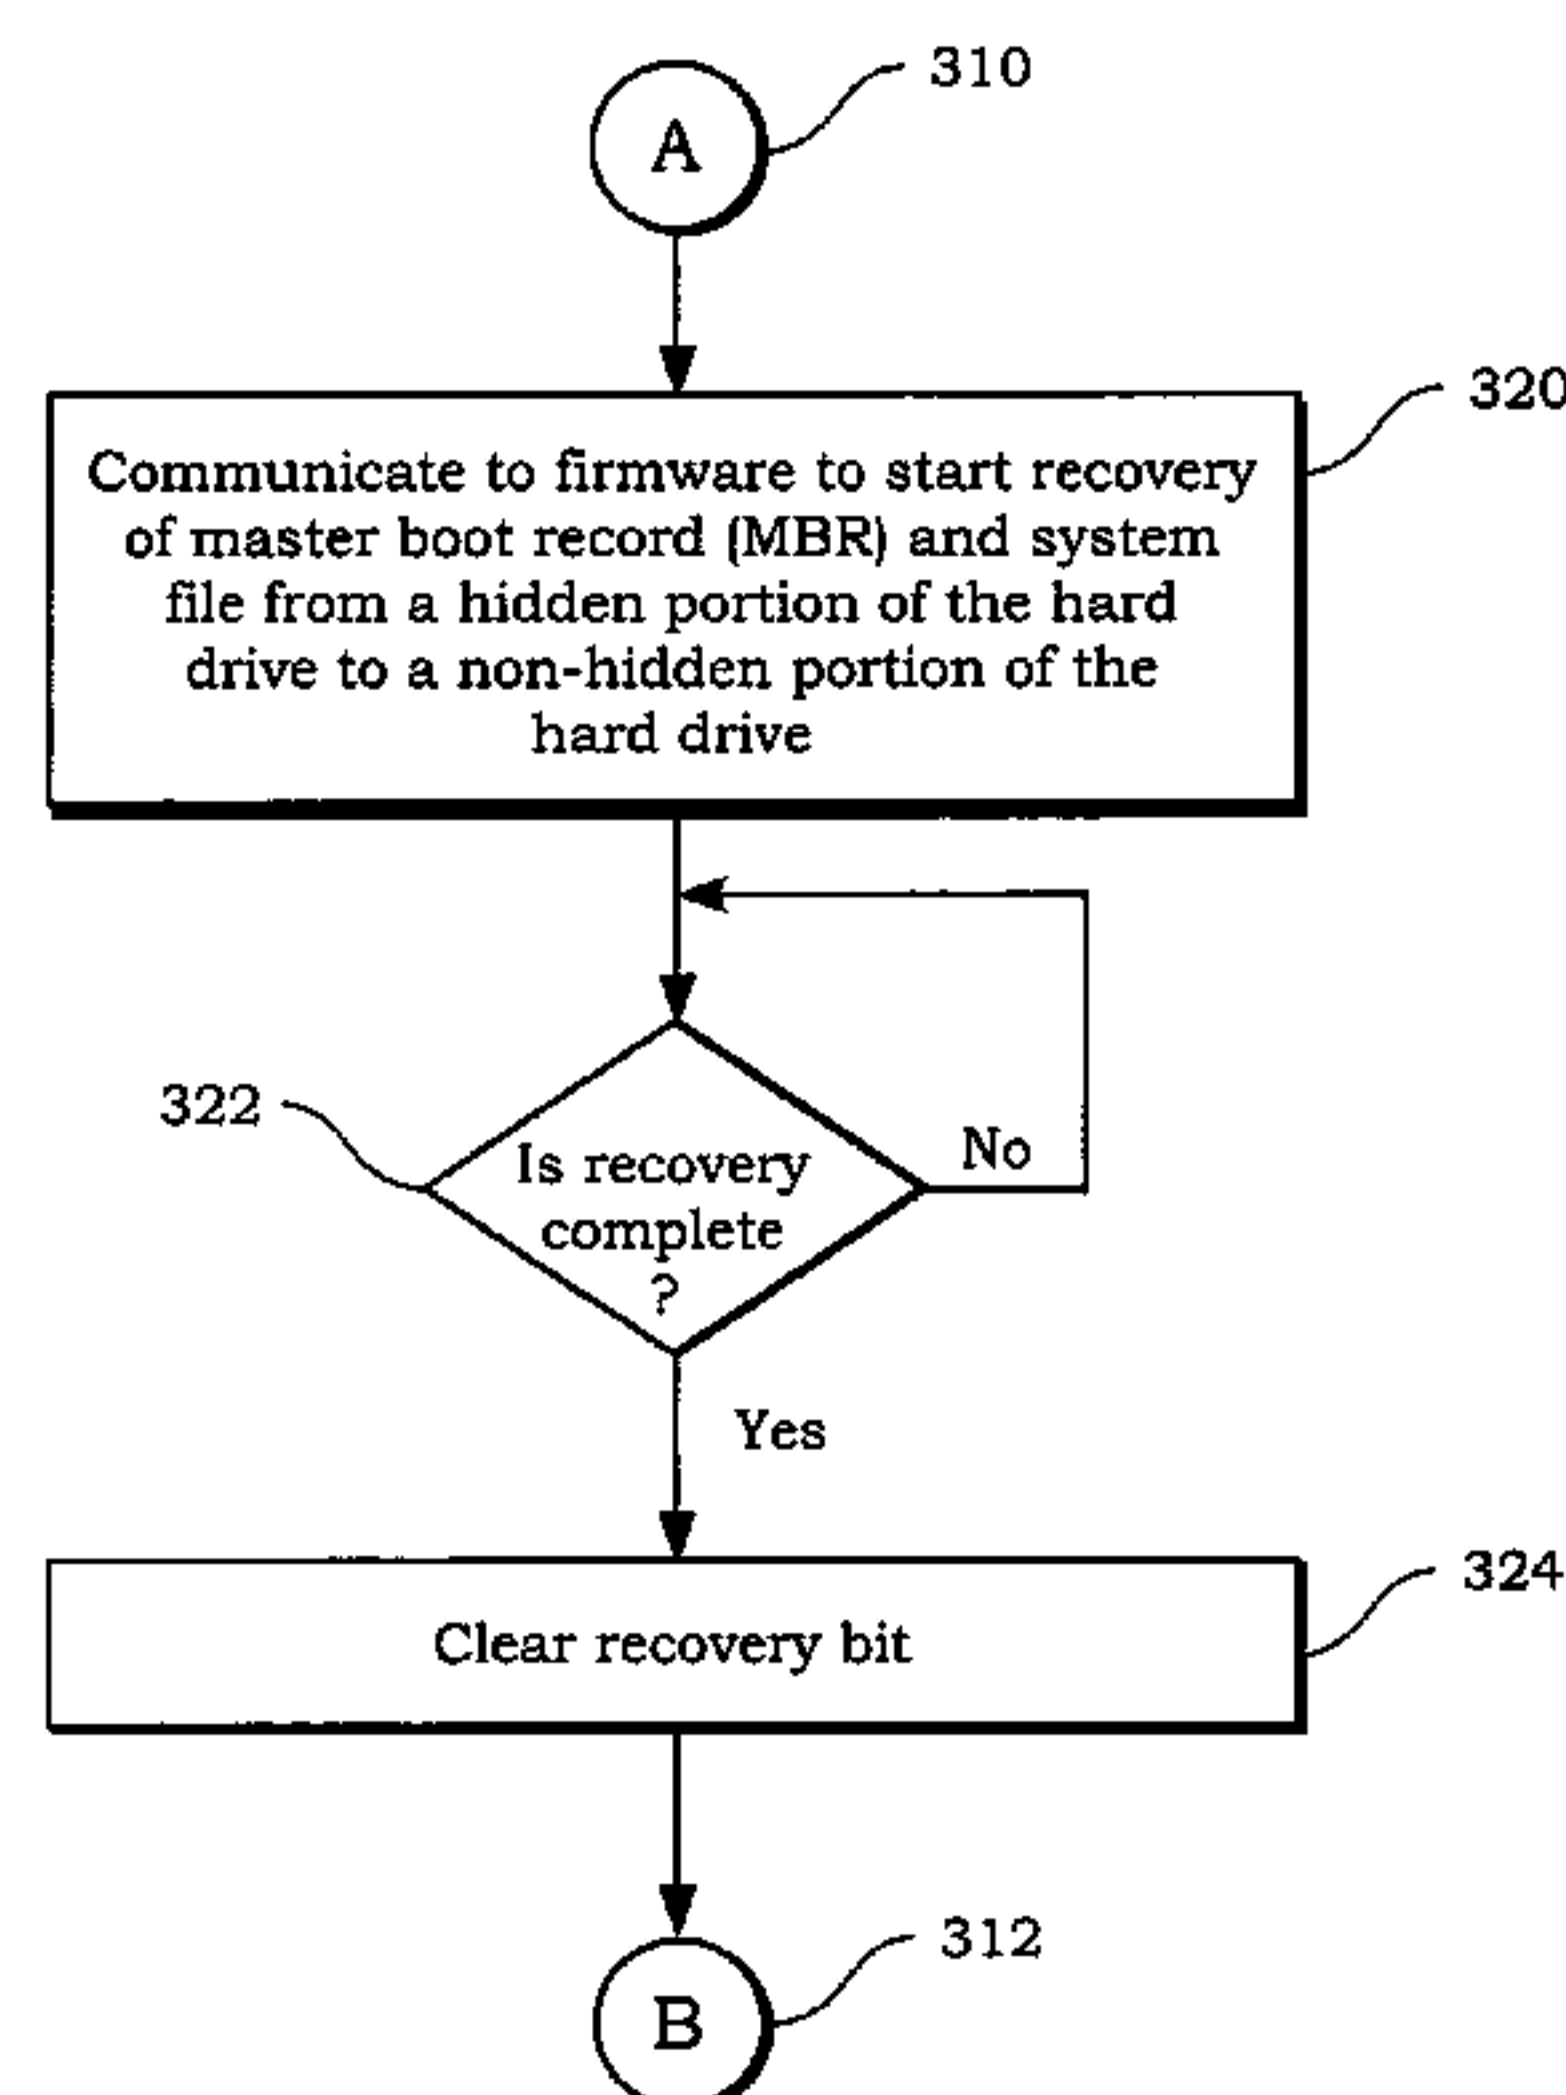 310
A
320
Communicate to firmware to start recovery
of master boot record (MBR) and system
file from a hidden portion of the hard
drive to a non-hidden portion of the
hard drive
322
Is recovery
complete
?
No
Yes
324
Clear recovery bit
312
B